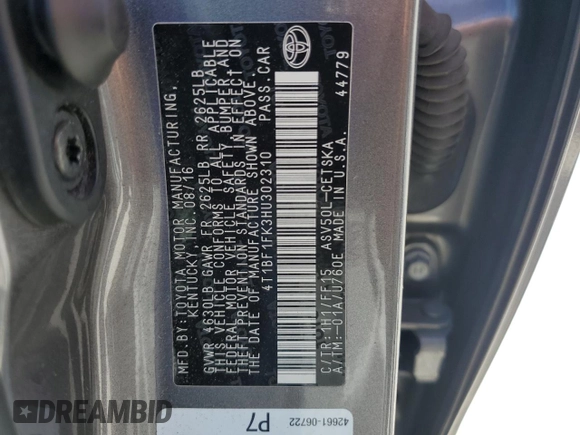 MFD. BY: TOYOTA MOTOR MANUFACTURING,
KENTUCKY, INC. 08/16
GVWR 4630LB GAWR FR 2625LB RR 2625LB
THIS VEHICLE CONFORMS TO ALL APPLICABLE
FEDERAL MOTOR VEHICLE SAFETY, BUMPER, AND
THEFT PREVENTION STANDARDS IN EFFECT ON
THE DATE OF MANUFACTURE SHOWN ABOVE.
4T1BF1FK3HU302310 PASS.CAR
C/TR: 1H1/FF15 ASV50L-CETSKA
A/TM:-01A/U760E MADE IN U.S.A. 44779
TOYOTA
42661-06722
P7
DREAMBID
dreambid.com